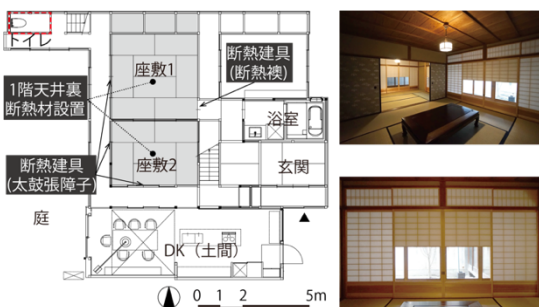 トイレ
座敷1
断熱建具
(断熱襖)
1階天井裏
断熱材設置
浴室
断熱建具
(太鼓張障子)
座敷2
玄関
庭
DK(土間)
0 1 2 5m